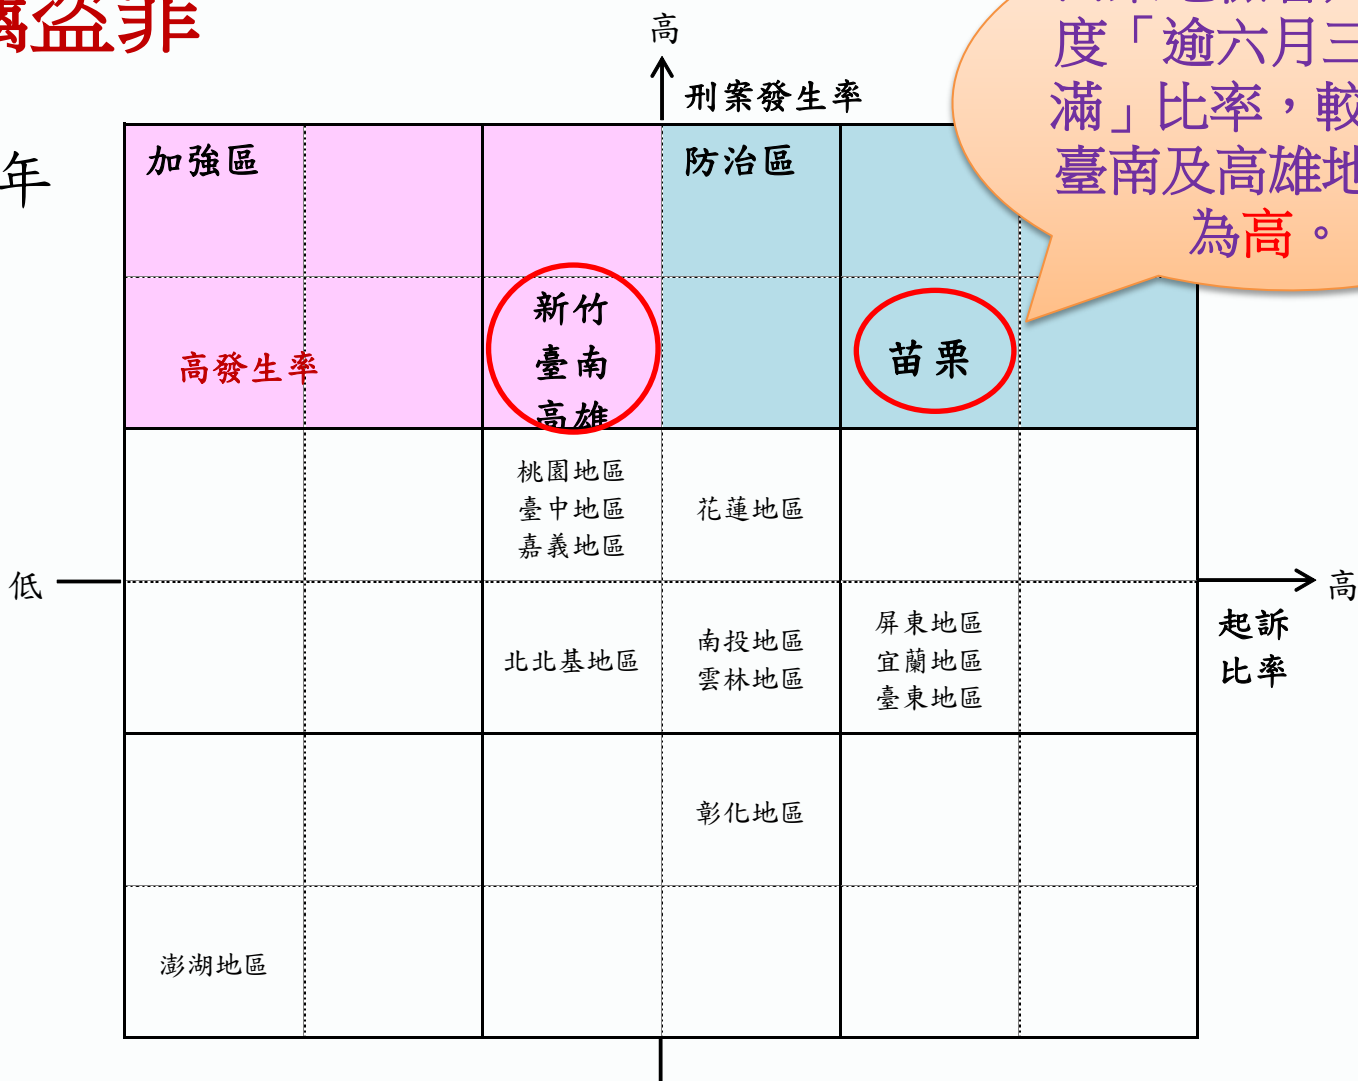 竊盜罪
年
高
刑案發生率
度「逾六月三
滿」比率，較
臺南及高雄地
為高。
加強區
防治區
新竹
臺南
高雄
高發生率
苗栗
桃園地區
臺中地區
嘉義地區
花蓮地區
低
高
起訴
比率
北北基地區
南投地區
雲林地區
屏東地區
宜蘭地區
臺東地區
彰化地區
澎湖地區